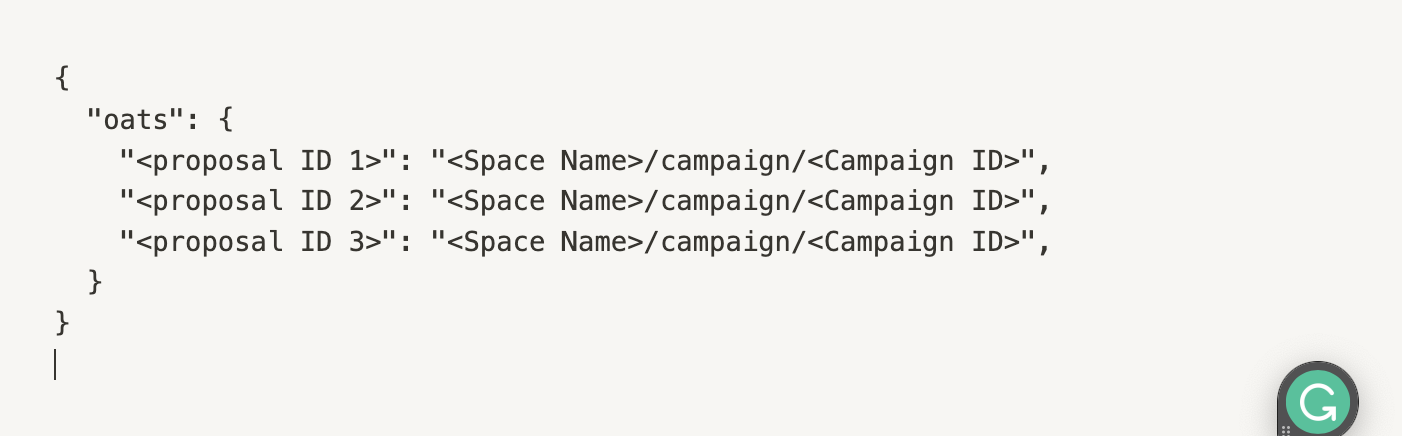 {
  "oats": {
    "<proposal ID 1>": "<Space Name>/campaign/<Campaign ID>",
    "<proposal ID 2>": "<Space Name>/campaign/<Campaign ID>",
    "<proposal ID 3>": "<Space Name>/campaign/<Campaign ID>",
  }
}